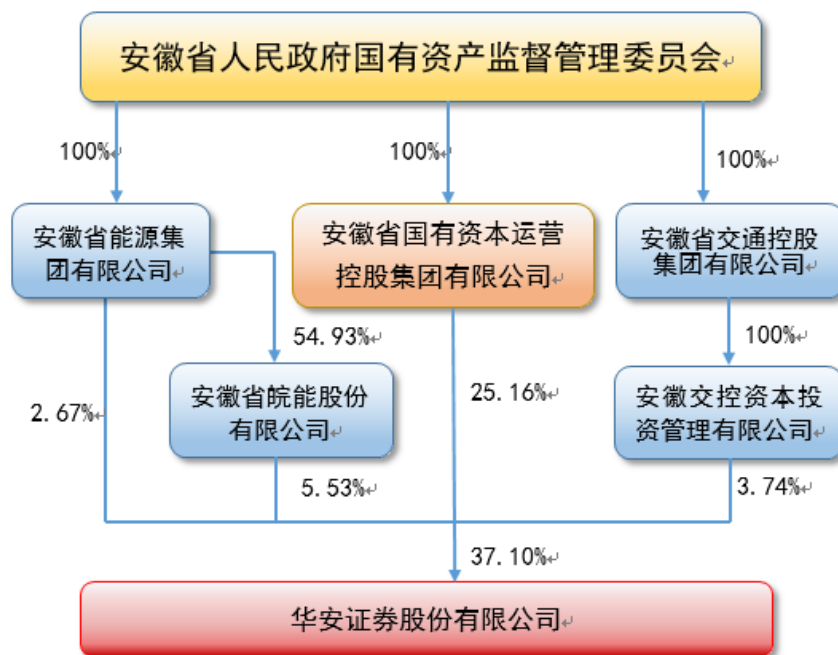 安徽省人民政府国有资产监督管理委员会↵
100%↵
100%↵
100%↵
安徽省能源集
团有限公司↵
安徽省国有资本运营
控股集团有限公司↵
安徽省交通控股
集团有限公司↵
54.93%↵
100%↵
2.67%↵
安徽省皖能股份
有限公司↵
25.16%↵
安徽交控资本投
资管理有限公司↵
5.53%↵
3.74%↵
37.10%↵
华安证券股份有限公司↵